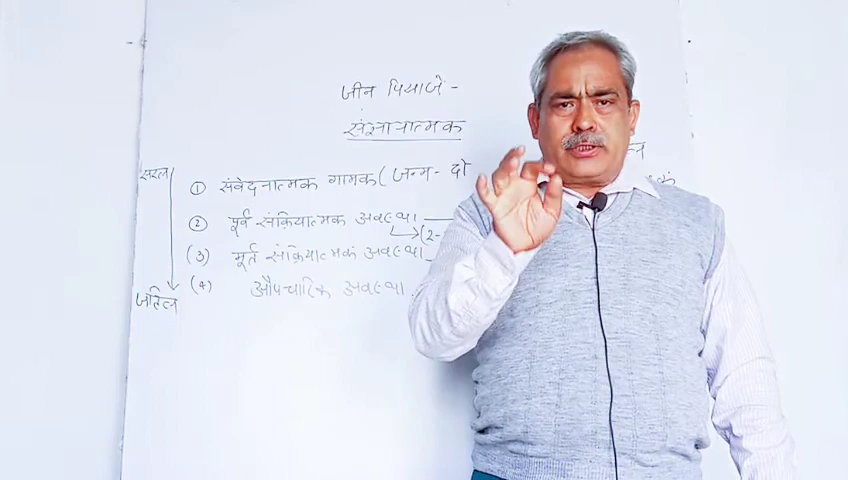 जीन पियाजे -
संज्ञानात्मक
सरल
① संवेदनात्मक गामक (जन्म - दो
② पूर्व संक्रियात्मक अवस्था
(2-
(3) मूर्त संक्रियात्मक अवस्था
(4) औपचारिक अवस्था
जटिल